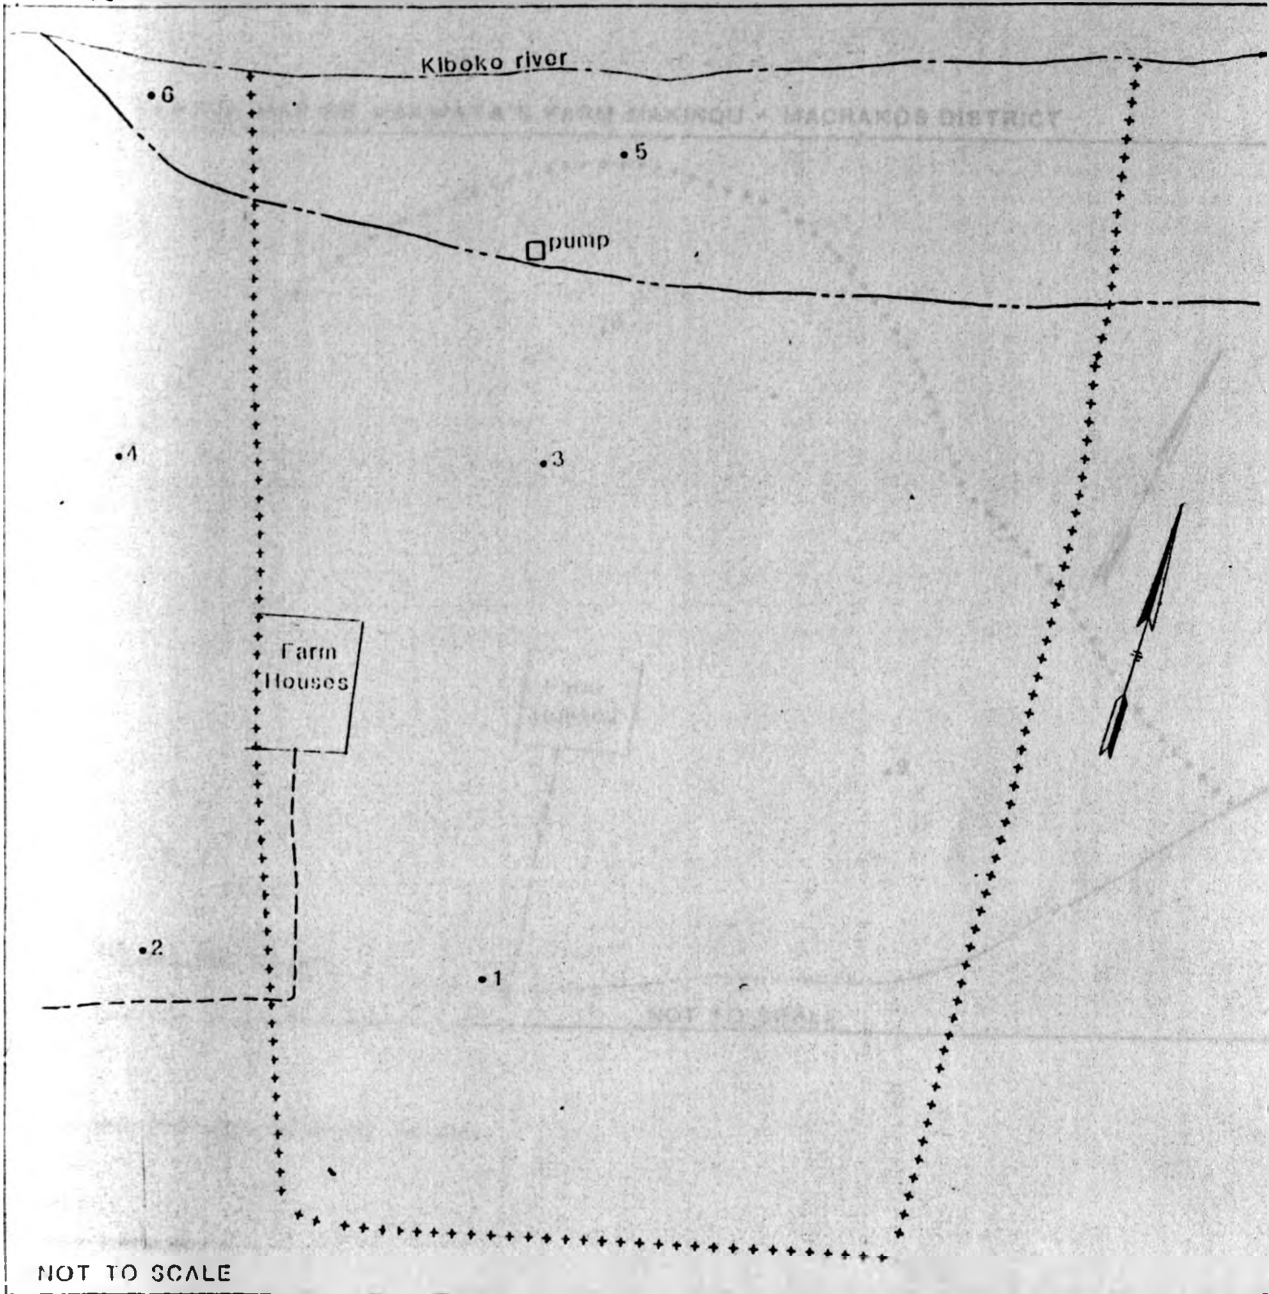 Kiboko river
•6
•5
pump
•4
•3
Farm
Houses
•2
•1
NOT TO SCALE